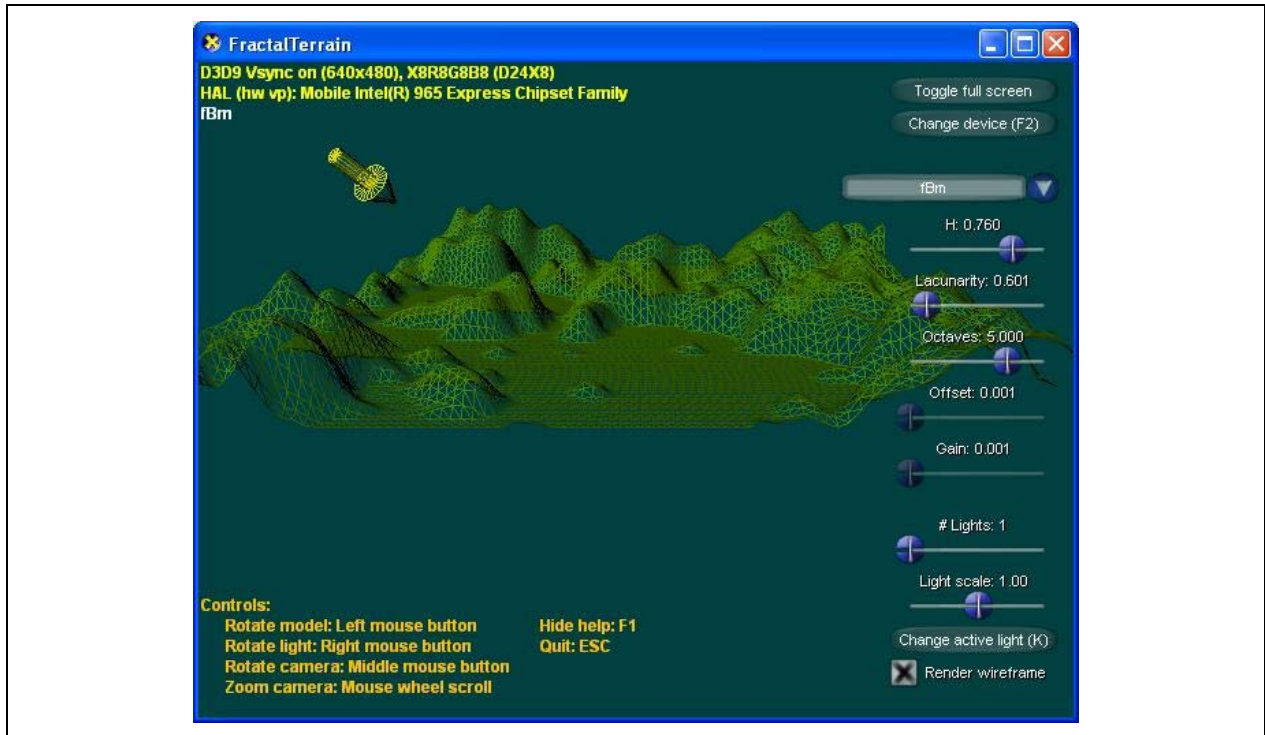 FractalTerrain
D3D9 Vsync on (640x480), X8R8G8B8 (D24X8)
HAL (hw vp): Mobile Intel(R) 965 Express Chipset Family
fBm
Toggle full screen
Change device (F2)
fBm
H: 0.760
Lacunarity: 0.601
Octaves: 5.000
Offset: 0.001
Gain: 0.001
# Lights: 1
Light scale: 1.00
Change active light (K)
Render wireframe
Controls:
Rotate model: Left mouse button
Rotate light: Right mouse button
Rotate camera: Middle mouse button
Zoom camera: Mouse wheel scroll
Hide help: F1
Quit: ESC